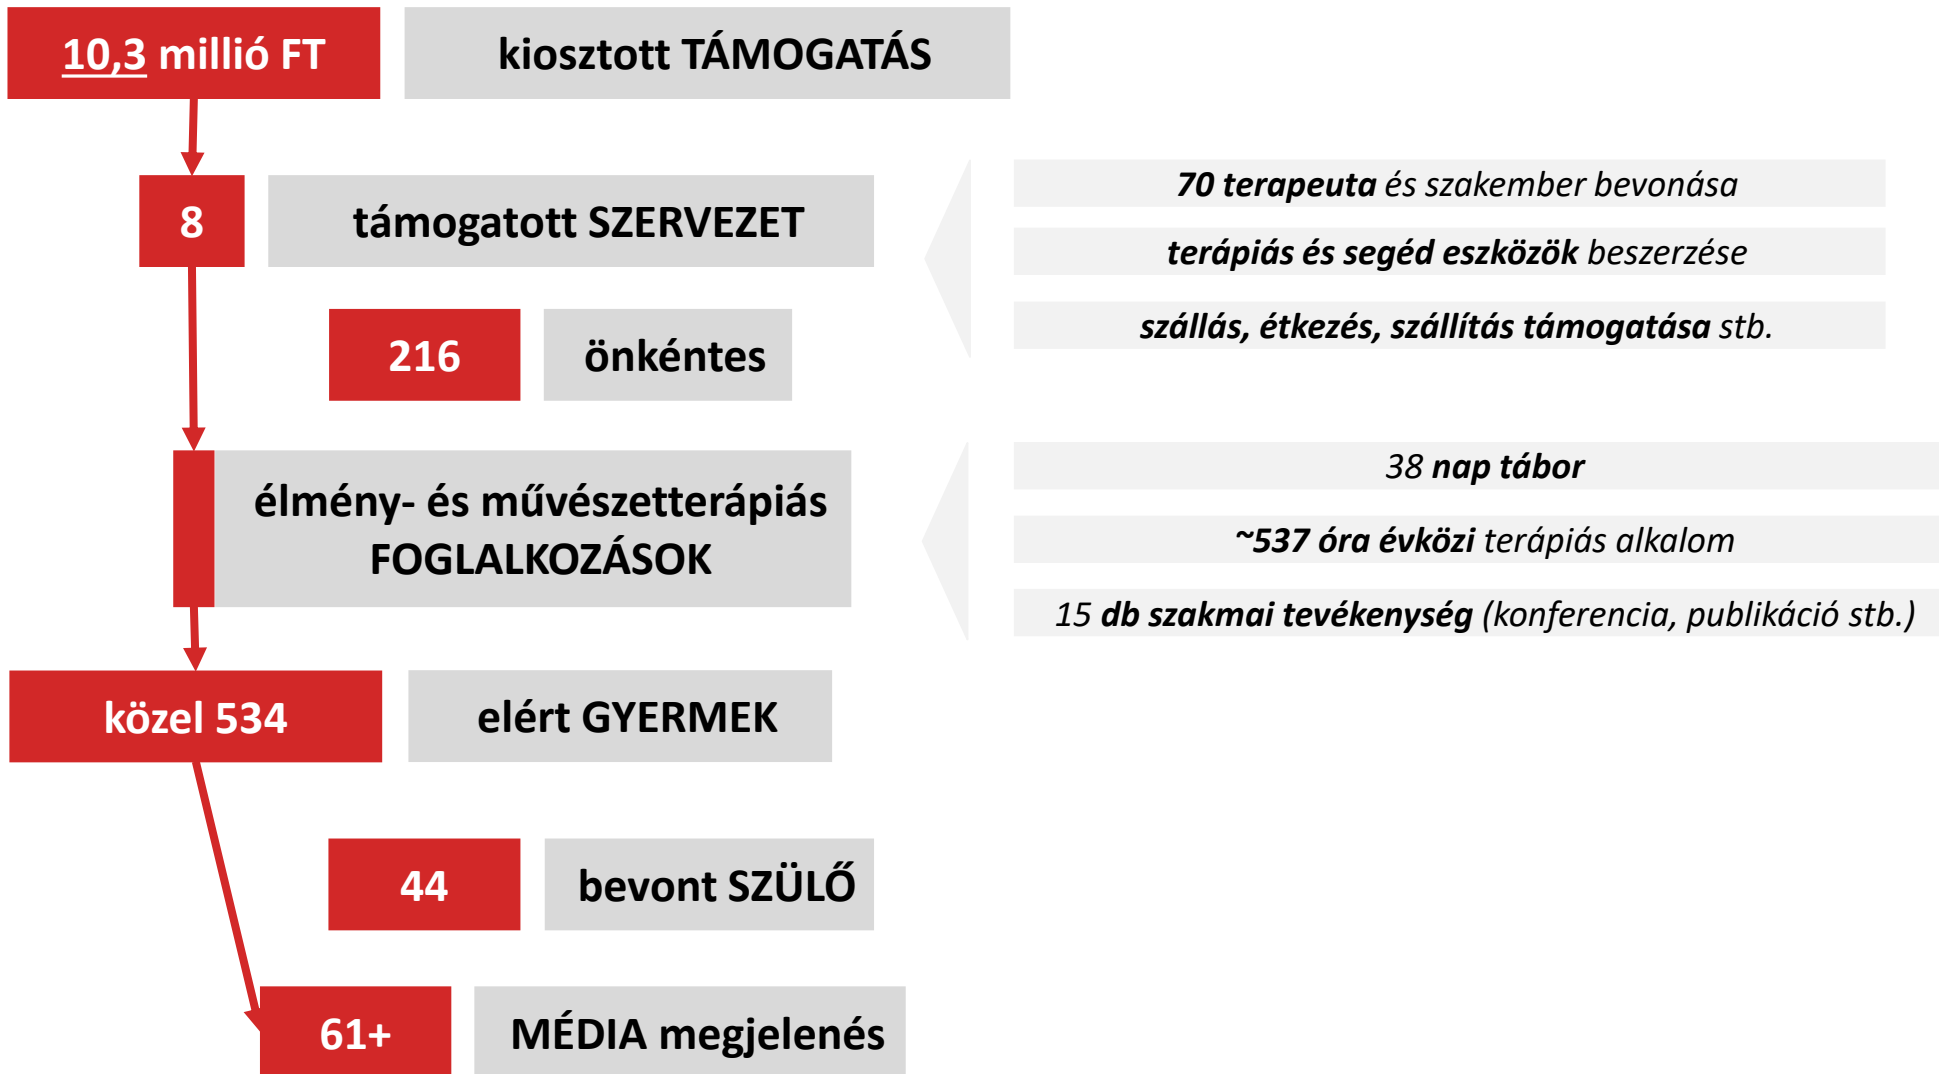 10,3 millió FT
kiosztott TÁMOGATÁS
8
támogatott SZERVEZET
70 terapeuta és szakember bevonása
terápiás és segéd eszközök beszerzése
szállás, étkezés, szállítás támogatása stb.
216
önkéntes
élmény- és művészetterápiás
FOGLALKOZÁSOK
38 nap tábor
~537 óra évközi terápiás alkalom
15 db szakmai tevékenység (konferencia, publikáció stb.)
közel 534
elért GYERMEK
44
bevont SZÜLŐ
61+
MÉDIA megjelenés